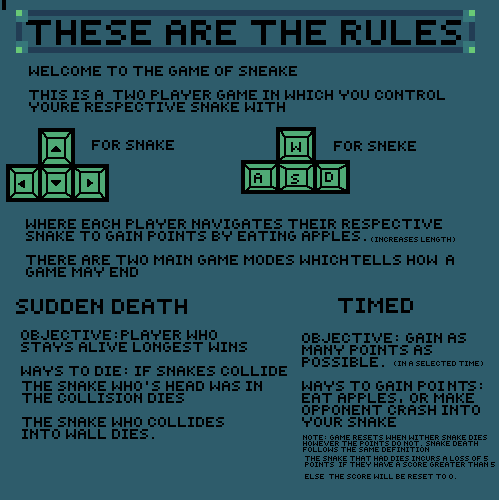 THESE ARE THE RULES
WELCOME TO THE GAME OF SNEAKE
THIS IS A TWO PLAYER GAME IN WHICH YOU CONTROL
YOURE RESPECTIVE SNAKE WITH
FOR SNAKE
W
FOR SNEKE
A S D
WHERE EACH PLAYER NAVIGATES THEIR RESPECTIVE
SNAKE TO GAIN POINTS BY EATING APPLES. (INCREASES LENGTH)
THERE ARE TWO MAIN GAME MODES WHICHTELLS HOW A
GAME MAY END
SUDDEN DEATH
OBJECTIVE:PLAYER WHO
STAYS ALIVE LONGEST WINS
WAYS TO DIE: IF SNAKES COLLIDE
THE SNAKE WHO'S HEAD WAS IN
THE COLLISION DIES
THE SNAKE WHO COLLIDES
INTO WALL DIES.
TIMED
OBJECTIVE: GAIN AS
MANY POINTS AS
POSSIBLE. (IN A SELECTED TIME)
WAYS TO GAIN POINTS:
EAT APPLES, OR MAKE
OPPONENT CRASH INTO
YOUR SNAKE
NOTE: GAME RESETS WHEN WITHER SNAKE DIES
HOWEVER THE POINTS DO NOT. SNAKE DEATH
FOLLOWS THE SAME DEFINITION
THE SNAKE THAT HAD DIES INCURS A LOSS OF 5
POINTS IF THEY HAVE A SCORE GREATER THAN 5
ELSE THE SCORE WILL BE RESET TO 0.